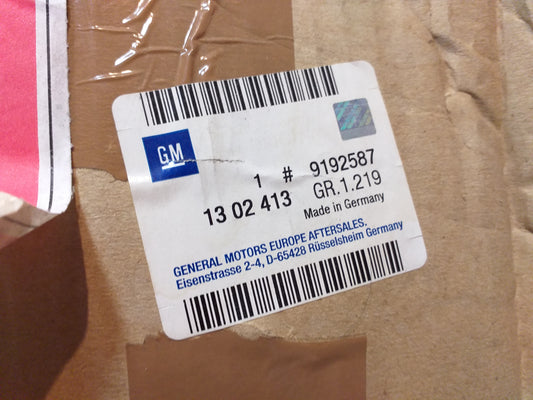 GM
1 # 9192587
13 02 413 GR.1.219
Made in Germany
GENERAL MOTORS EUROPE AFTERSALES,
Eisenstrasse 2-4, D-65428 Rüsselsheim Germany